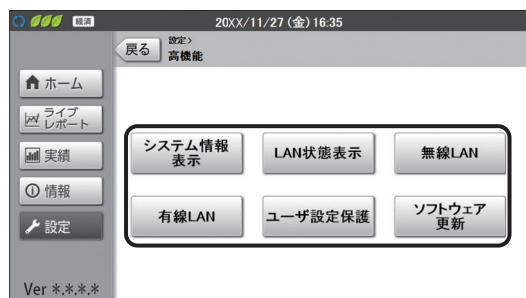 経済
20XX/11/27 (金) 16:35
戻る
設定>
高機能
ホーム
ライブ
レポート
実績
情報
設定
Ver *.*.*.*
システム情報
表示
LAN状態表示
無線LAN
有線LAN
ユーザ設定保護
ソフトウェア
更新